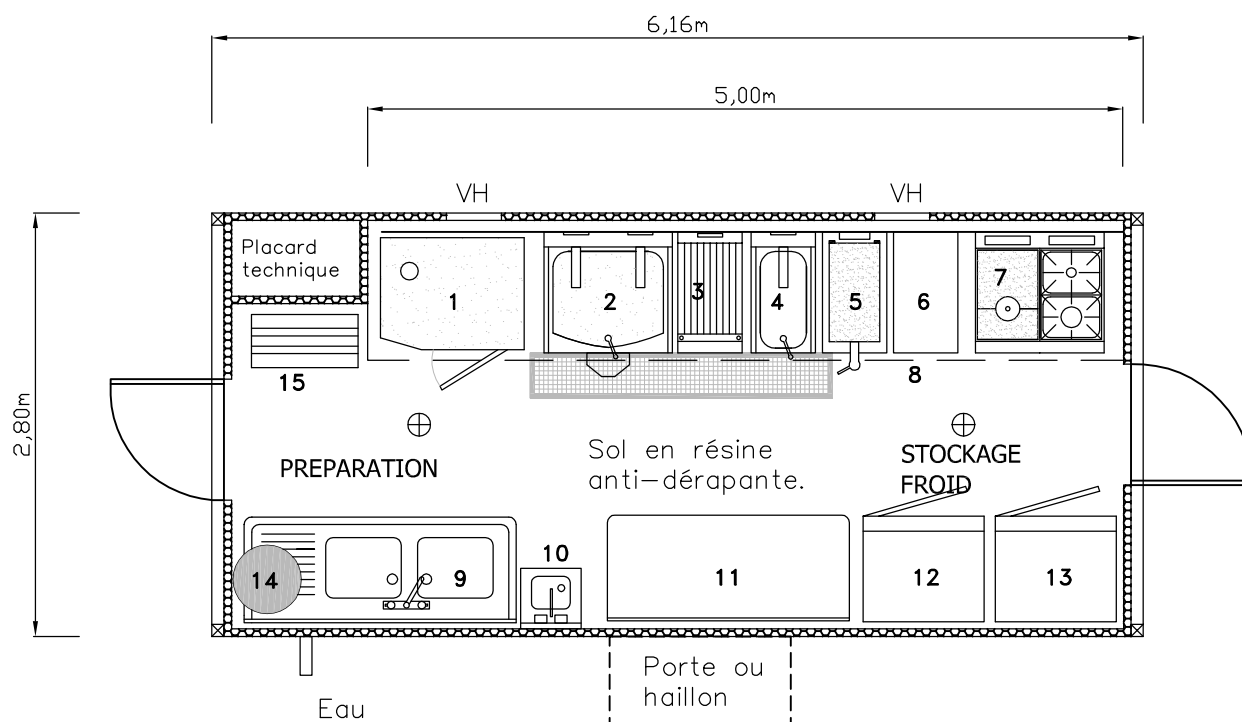 6,16m
5,00m
VH
VH
Placard
technique
1
2
3
4
5
6
7
15
8
2,80m
PREPARATION
Sol en résine
anti-dérapante.
STOCKAGE
FROID
14
9
10
11
12
13
Porte ou
haillon
Eau